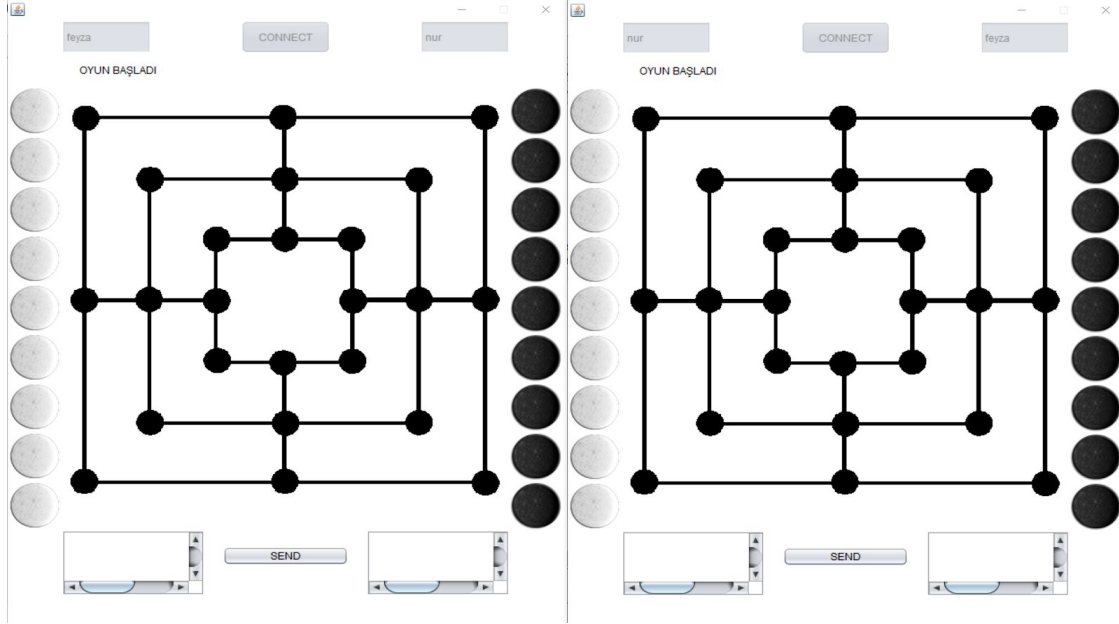 feyza
CONNECT
nur
OYUN BAŞLADI
SEND
nur
CONNECT
feyza
OYUN BAŞLADI
SEND